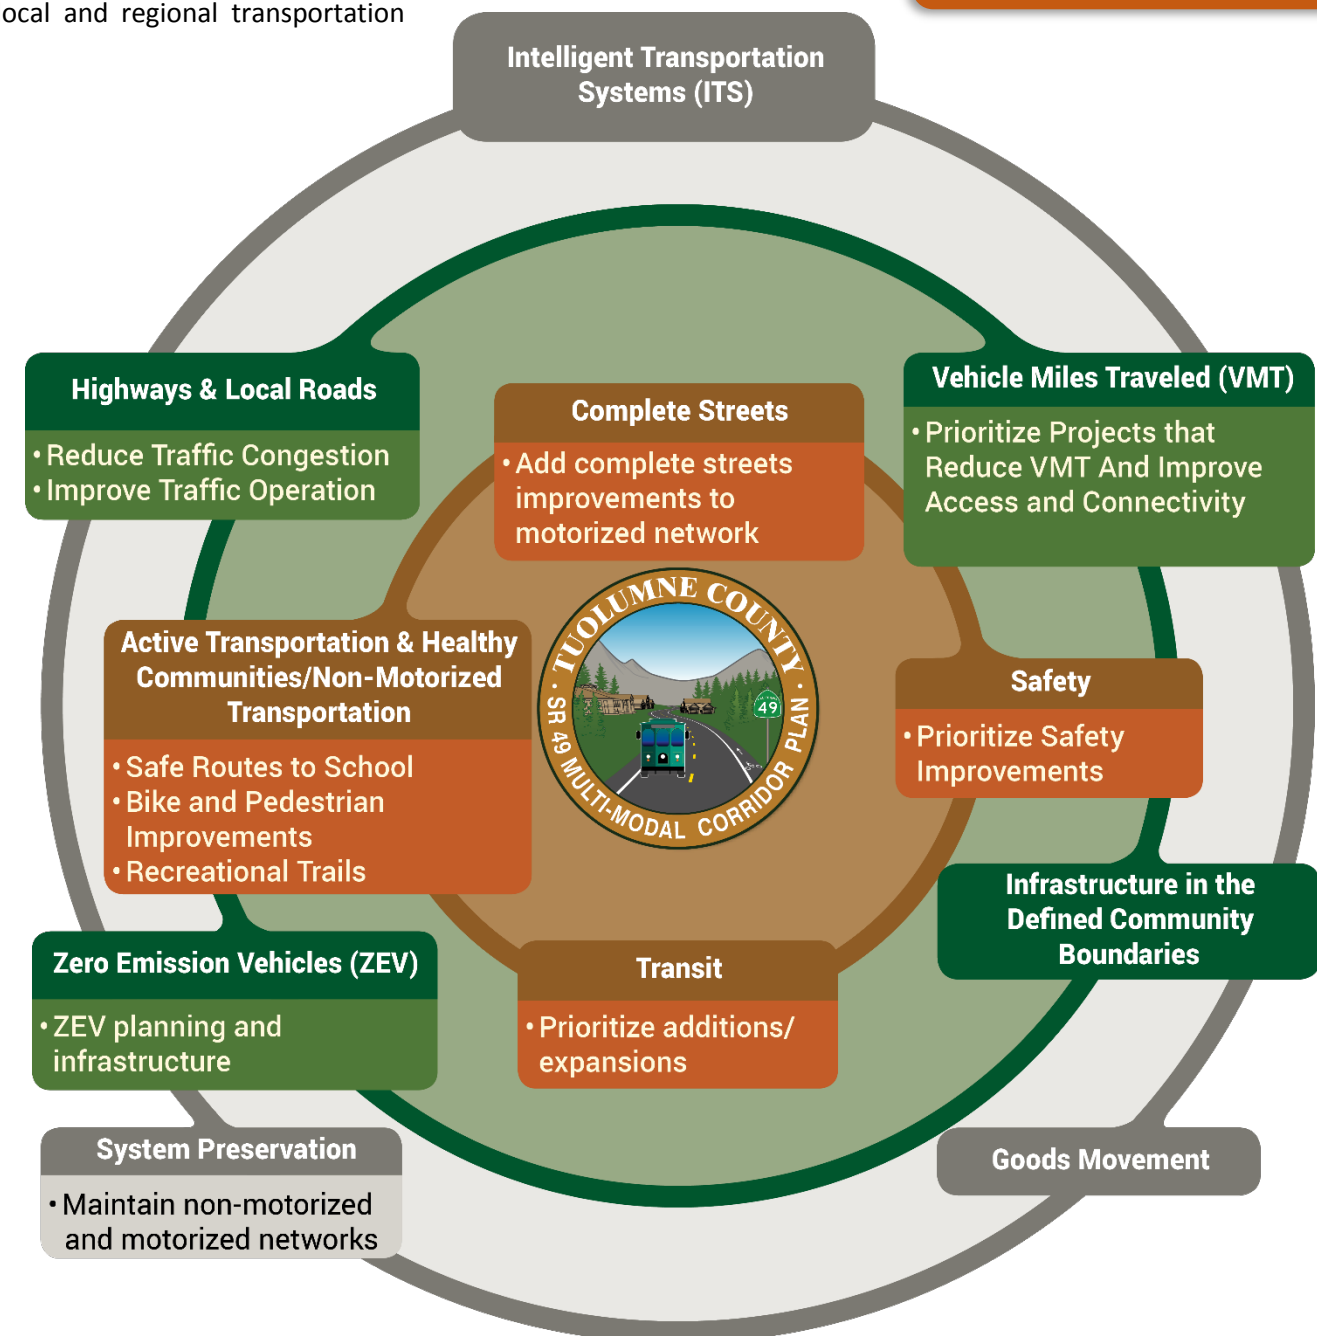 ocal and regional transportation
Intelligent Transportation
Systems (ITS)
Highways & Local Roads
• Reduce Traffic Congestion
• Improve Traffic Operation
Complete Streets
• Add complete streets
improvements to
motorized network
Vehicle Miles Traveled (VMT)
• Prioritize Projects that
Reduce VMT And Improve
Access and Connectivity
Active Transportation & Healthy
Communities/Non-Motorized
Transportation
• Safe Routes to School
• Bike and Pedestrian
Improvements
• Recreational Trails
• TUOLUMNE COUNTY •
SR 49 MULTI-MODAL CORRIDOR PLAN
49
Safety
• Prioritize Safety
Improvements
Infrastructure in the
Defined Community
Boundaries
Zero Emission Vehicles (ZEV)
• ZEV planning and
infrastructure
Transit
• Prioritize additions/
expansions
System Preservation
• Maintain non-motorized
and motorized networks
Goods Movement